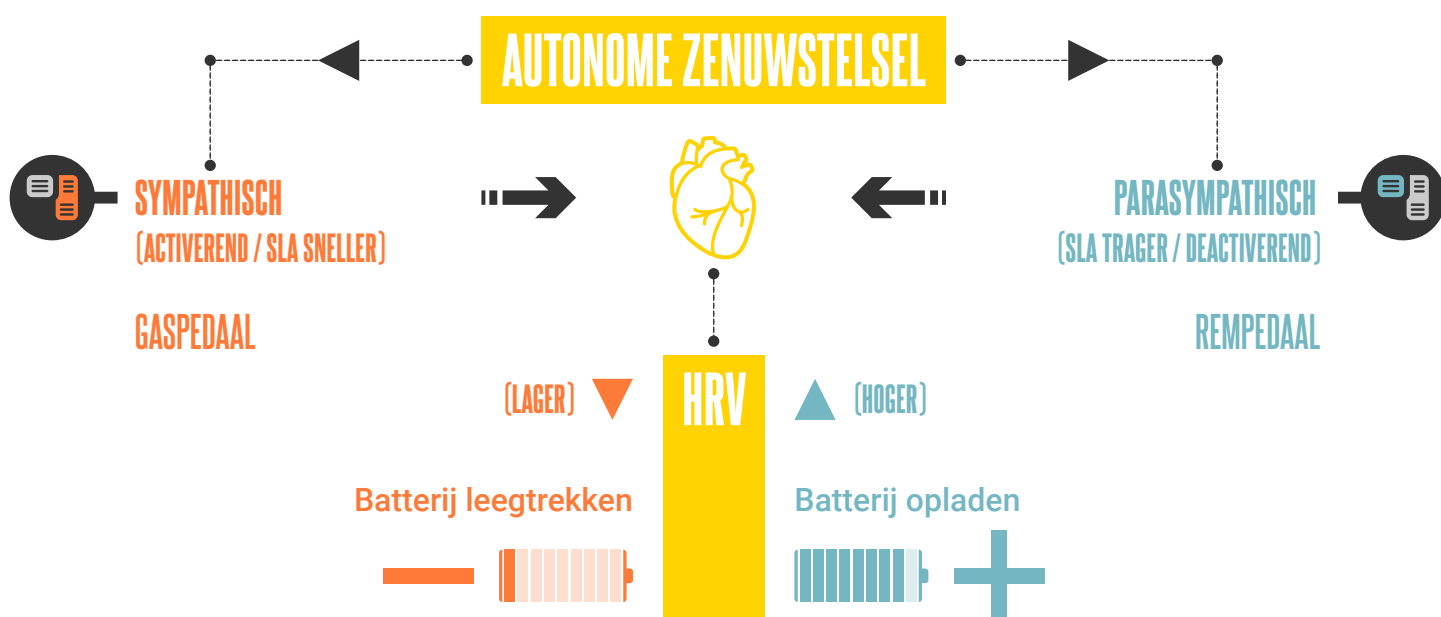 AUTONOME ZENUWSTELSEL
SYMPATHISCH
(ACTIVEREND / SLA SNELLER)
GASPEDAAL
PARASYMPATHISCH
(SLA TRAGER / DEACTIVEREND)
REMPEDAAL
(LAGER)
HRV
(HOGER)
Batterij leegtrekken
Batterij opladen